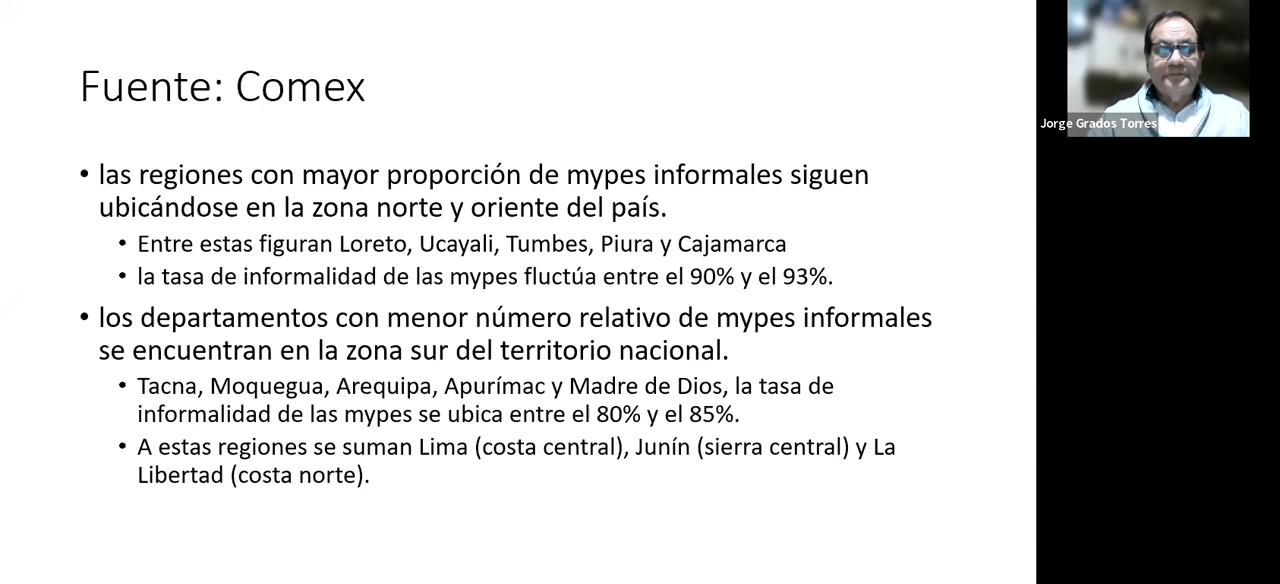 Fuente: Comex
• las regiones con mayor proporción de mypes informales siguen
ubicándose en la zona norte y oriente del país.
• Entre estas figuran Loreto, Ucayali, Tumbes, Piura y Cajamarca
• la tasa de informalidad de las mypes fluctúa entre el 90% y el 93%.
• los departamentos con menor número relativo de mypes informales
se encuentran en la zona sur del territorio nacional.
• Tacna, Moquegua, Arequipa, Apurímac y Madre de Dios, la tasa de
informalidad de las mypes se ubica entre el 80% y el 85%.
• A estas regiones se suman Lima (costa central), Junín (sierra central) y La
Libertad (costa norte).
Jorge Grados Torres